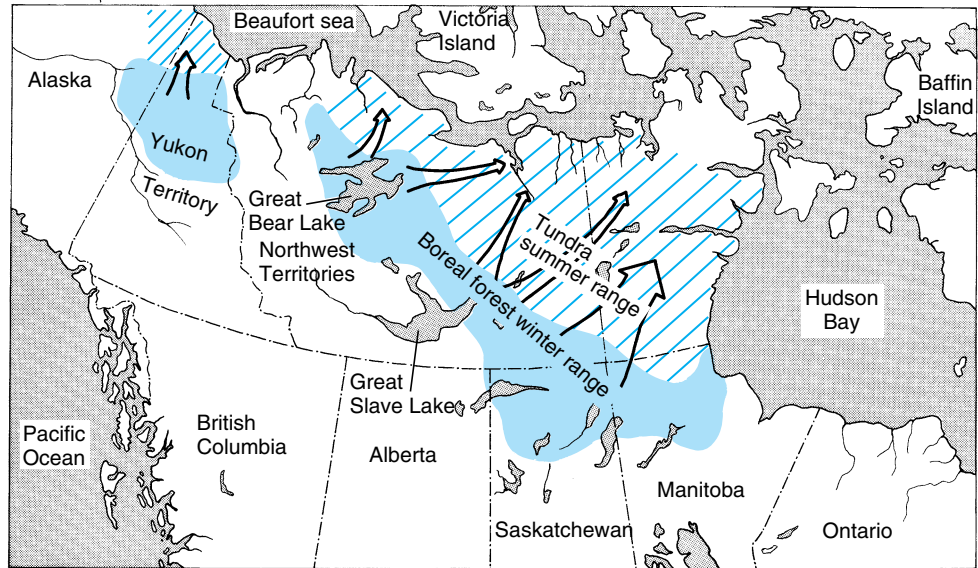 Beaufort sea
Victoria
Island
Alaska
Baffin
Island
Yukon
Territory
Great
Bear Lake
Northwest
Territories
Tundra
summer range
Boreal forest winter range
Hudson
Bay
Great
Slave Lake
Pacific
Ocean
British
Columbia
Alberta
Saskatchewan
Manitoba
Ontario